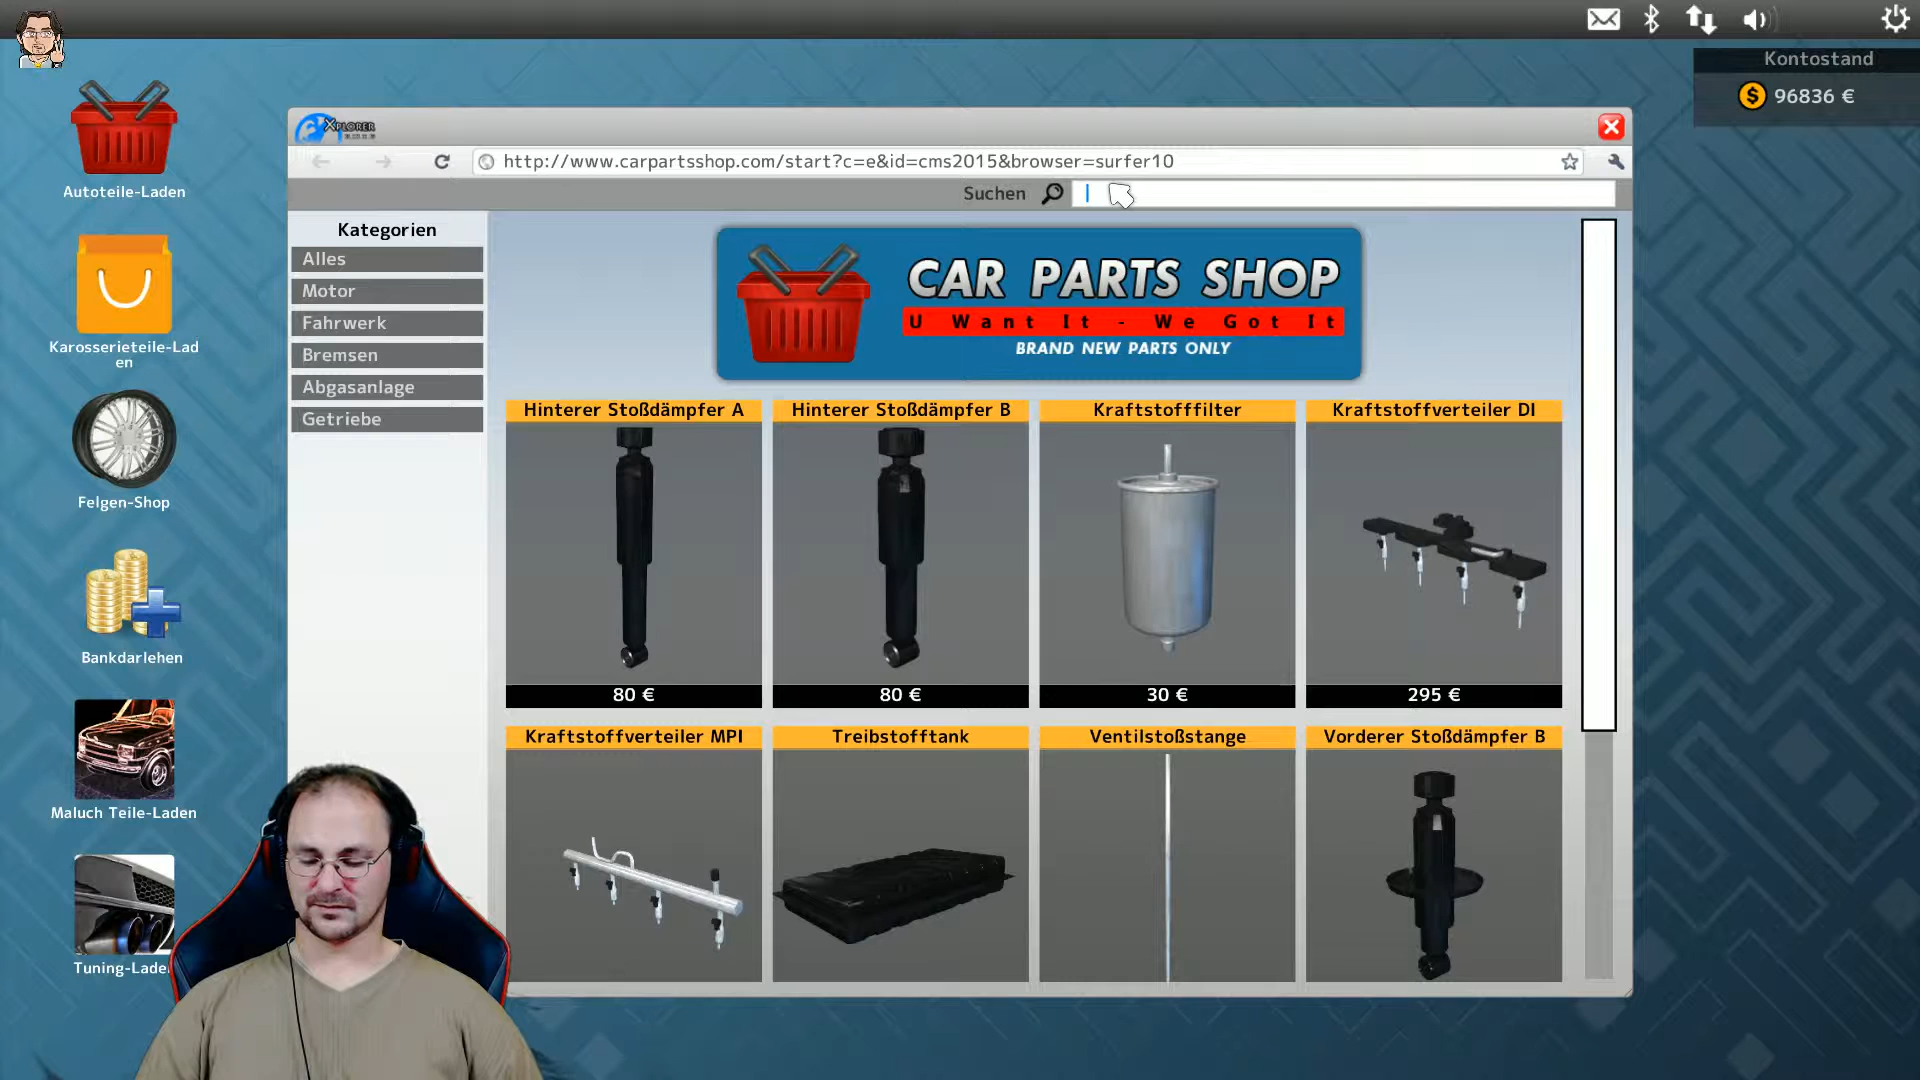 Kontostand
96836 €
Autoteile-Laden
Karosserieteile-Lad
en
Felgen-Shop
Bankdarlehen
Maluch Teile-Laden
Tuning-Lade
XPLORER
http://www.carpartsshop.com/start?c=e&id=cms2015&browser=surfer10
Suchen
Kategorien
Alles
Motor
Fahrwerk
Bremsen
Abgasanlage
Getriebe
CAR PARTS SHOP
U Want It - We Got It
BRAND NEW PARTS ONLY
Hinterer Stoßdämpfer A
Hinterer Stoßdämpfer B
Kraftstofffilter
Kraftstoffverteiler DI
80 €
80 €
30 €
295 €
Kraftstoffverteiler MPI
Treibstofftank
Ventilstoßstange
Vorderer Stoßdämpfer B